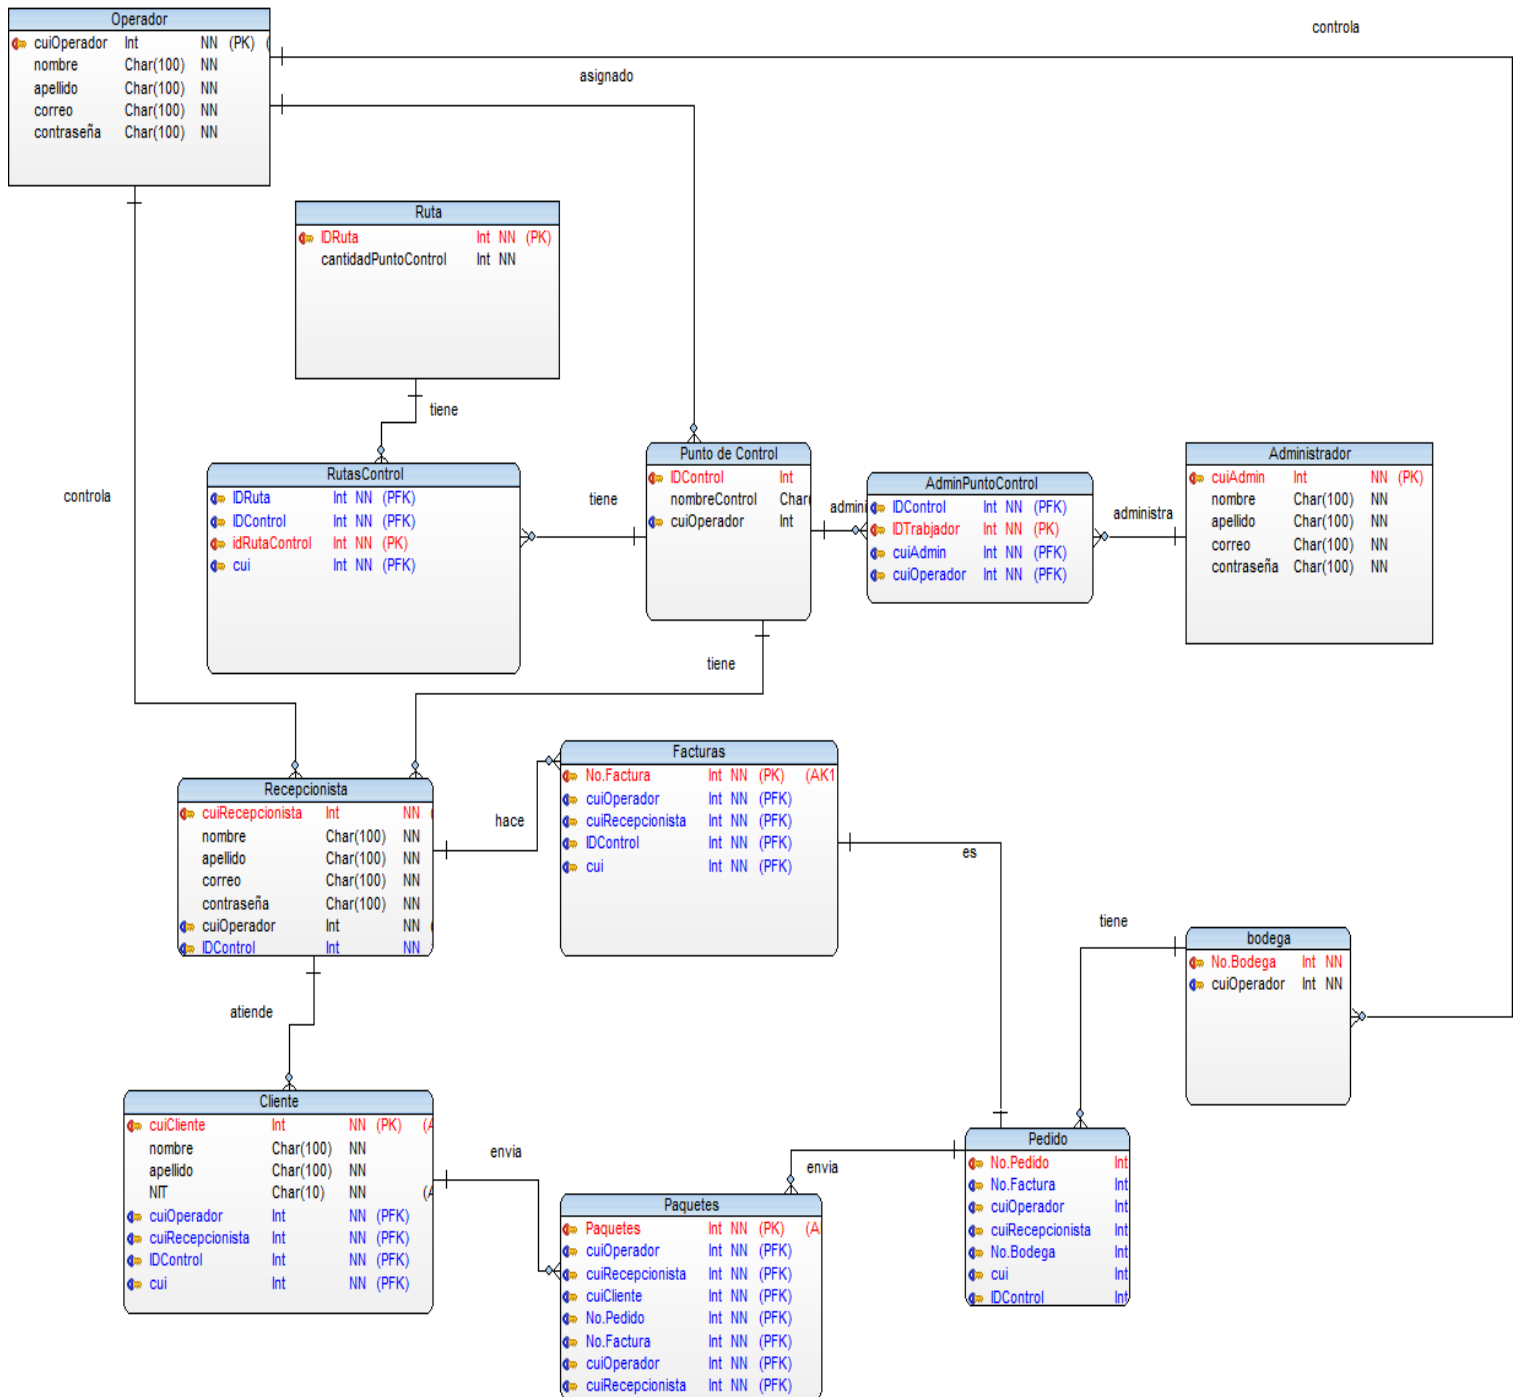 Operador
cuiOperador Int NN (PK) (
nombre Char(100) NN
apellido Char(100) NN
correo Char(100) NN
contraseña Char(100) NN
controla
asignado
Ruta
IDRuta Int NN (PK)
cantidadPuntoControl Int NN
tiene
controla
RutasControl
IDRuta Int NN (PFK)
IDControl Int NN (PFK)
idRutaControl Int NN (PK)
cui Int NN (PFK)
tiene
Punto de Control
IDControl Int
nombreControl Char(
cuiOperador Int
admini
AdminPuntoControl
IDControl Int NN (PFK)
IDTrabjador Int NN (PK)
cuiAdmin Int NN (PFK)
cuiOperador Int NN (PFK)
administra
Administrador
cuiAdmin Int NN (PK)
nombre Char(100) NN
apellido Char(100) NN
correo Char(100) NN
contraseña Char(100) NN
tiene
Recepcionista
cuiRecepcionista Int NN (
nombre Char(100) NN
apellido Char(100) NN
correo Char(100) NN
contraseña Char(100) NN
cuiOperador Int NN (
IDControl Int NN
hace
Facturas
No.Factura Int NN (PK) (AK1
cuiOperador Int NN (PFK)
cuiRecepcionista Int NN (PFK)
IDControl Int NN (PFK)
cui Int NN (PFK)
es
tiene
bodega
No.Bodega Int NN
cuiOperador Int NN
atiende
Cliente
cuiCliente Int NN (PK) (A
nombre Char(100) NN
apellido Char(100) NN
NIT Char(10) NN (A
cuiOperador Int NN (PFK)
cuiRecepcionista Int NN (PFK)
IDControl Int NN (PFK)
cui Int NN (PFK)
envia
envia
Paquetes
Paquetes Int NN (PK) (A
cuiOperador Int NN (PFK)
cuiRecepcionista Int NN (PFK)
cuiCliente Int NN (PFK)
No.Pedido Int NN (PFK)
No.Factura Int NN (PFK)
cuiOperador Int NN (PFK)
cuiRecepcionista Int NN (PFK)
Pedido
No.Pedido Int
No.Factura Int
cuiOperador Int
cuiRecepcionista Int
No.Bodega Int
cui Int
IDControl Int